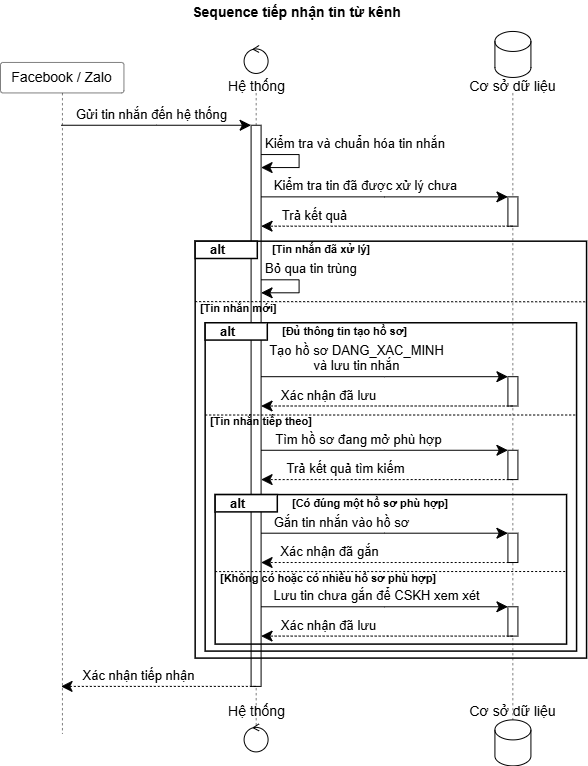 Sequence tiếp nhận tin từ kênh
Facebook / Zalo
Hệ thống
Cơ sở dữ liệu
Gửi tin nhắn đến hệ thống
Kiểm tra và chuẩn hóa tin nhắn
Kiểm tra tin đã được xử lý chưa
Trả kết quả
alt
[Tin nhắn đã xử lý]
Bỏ qua tin trùng
[Tin nhắn mới]
alt
[Đủ thông tin tạo hồ sơ]
Tạo hồ sơ DANG_XAC_MINH
và lưu tin nhắn
Xác nhận đã lưu
[Tin nhắn tiếp theo]
Tìm hồ sơ đang mở phù hợp
Trả kết quả tìm kiếm
alt
[Có đúng một hồ sơ phù hợp]
Gắn tin nhắn vào hồ sơ
Xác nhận đã gắn
[Không có hoặc có nhiều hồ sơ phù hợp]
Lưu tin chưa gắn để CSKH xem xét
Xác nhận đã lưu
Xác nhận tiếp nhận
Hệ thống
Cơ sở dữ liệu